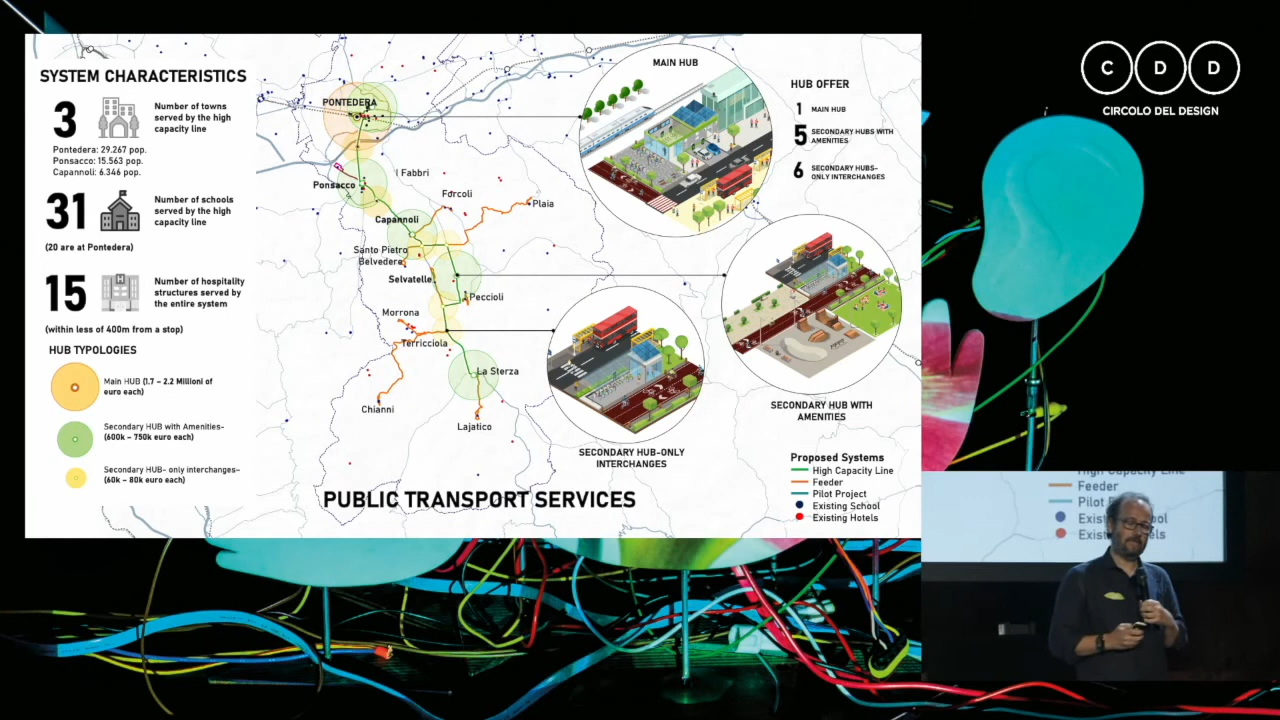 SYSTEM CHARACTERISTICS
3
Number of towns
served by the high
capacity line
Pontedera: 29.267 pop.
Ponsacco: 15.563 pop.
Capannoli: 6.346 pop.
31
Number of schools
served by the high
capacity line
(20 are at Pontedera)
15
Number of hospitality
structures served by
the entire system
(within less of 400m from a stop)
HUB TYPOLOGIES
Main HUB (1.7 – 2.2 Millioni of
euro each)
Secondary HUB with Amenities–
(600k – 750k euro each)
Secondary HUB- only interchanges–
(60k – 80k euro each)
PONTEDERA
Ponsacco
I Fabbri
Forcoli
Plaia
Capannoli
Santo Pietro
Belvedere
Selvatelle
Peccioli
Morrona
Terricciola
La Sterza
Chianni
Lajatico
PUBLIC TRANSPORT SERVICES
MAIN HUB
SECONDARY HUB-ONLY
INTERCHANGES
SECONDARY HUB WITH
AMENITIES
HUB OFFER
1 MAIN HUB
5 SECONDARY HUBS WITH
AMENITIES
6 SECONDARY HUBS-
ONLY INTERCHANGES
Proposed Systems
High Capacity Line
Feeder
Pilot Project
Existing School
Existing Hotels
C D D
CIRCOLO DEL DESIGN
High Capacity Line
Feeder